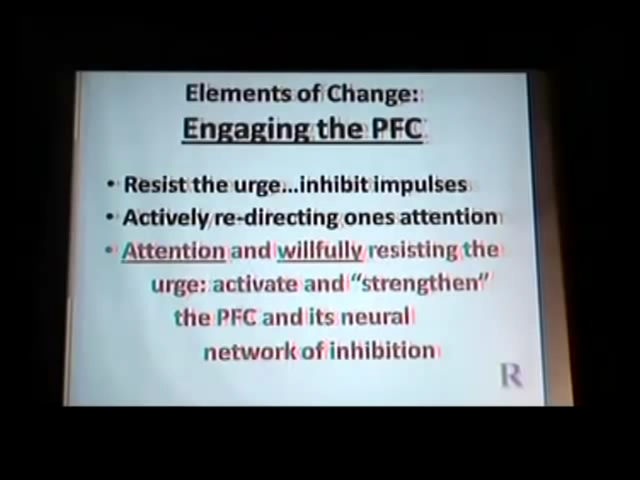 Elements of Change:
Engaging the PFC
• Resist the urge...inhibit impulses
• Actively re-directing ones attention
• Attention and willfully resisting the
urge: activate and “strengthen”
the PFC and its neural
network of inhibition
R